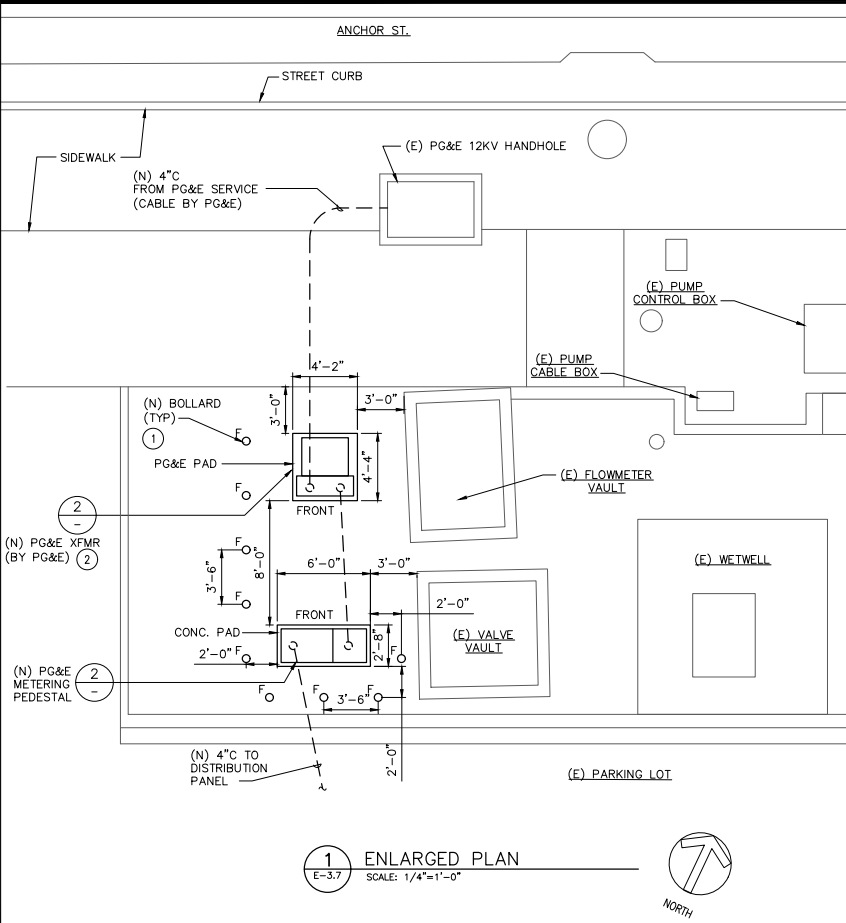 ANCHOR ST.
STREET CURB
SIDEWALK
(E) PG&E 12KV HANDHOLE
(N) 4"C
FROM PG&E SERVICE
(CABLE BY PG&E)
(E) PUMP
CONTROL BOX
(E) PUMP
CABLE BOX
4'-2"
3'-0"
3'-0"
(N) BOLLARD
(TYP)
1
F
PG&E PAD
4'-4"
F
FRONT
(E) FLOWMETER
VAULT
2
-
(N) PG&E XFMR
(BY PG&E)
2
F
3'-6"
8'-0"
6'-0"
3'-0"
(E) WETWELL
F
2'-0"
FRONT
CONC. PAD
2'-8"
(E) VALVE
VAULT
2'-0"
F
F
(N) PG&E
METERING
PEDESTAL
2
-
F
F
F
3'-6"
2'-0"
(N) 4"C TO
DISTRIBUTION
PANEL
(E) PARKING LOT
1
E-3.7
ENLARGED PLAN
SCALE: 1/4"=1'-0"
NORTH